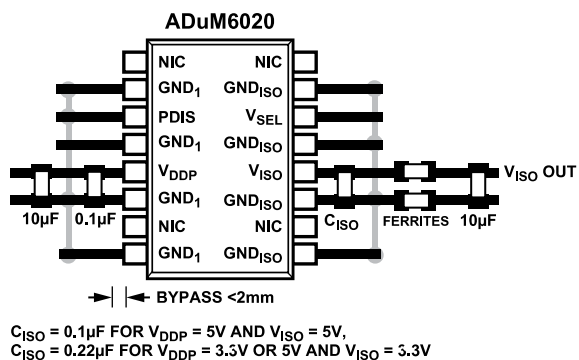 ADuM6020
NIC NIC
GND1 GNDISO
PDIS VSEL
GND1 GNDISO
VDDP VISO VISO OUT
GND1 GNDISO
10µF 0.1µF CISO FERRITES 10µF
NIC NIC
GND1 GNDISO
BYPASS <2mm
CISO = 0.1µF FOR VDDP = 5V AND VISO = 5V,
CISO = 0.22µF FOR VDDP = 3.3V OR 5V AND VISO = 3.3V